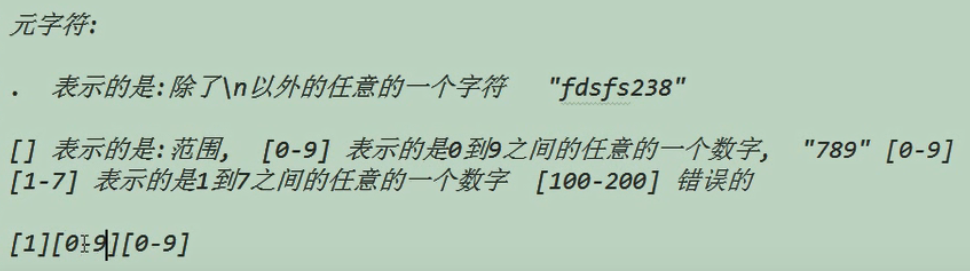 元字符:
. 表示的是:除了\n以外的任意的一个字符 "fdsfs238"
[] 表示的是:范围, [0-9] 表示的是0到9之间的任意的一个数字, "789" [0-9]
[1-7] 表示的是1到7之间的任意的一个数字 [100-200] 错误的
[1][0-9][0-9]